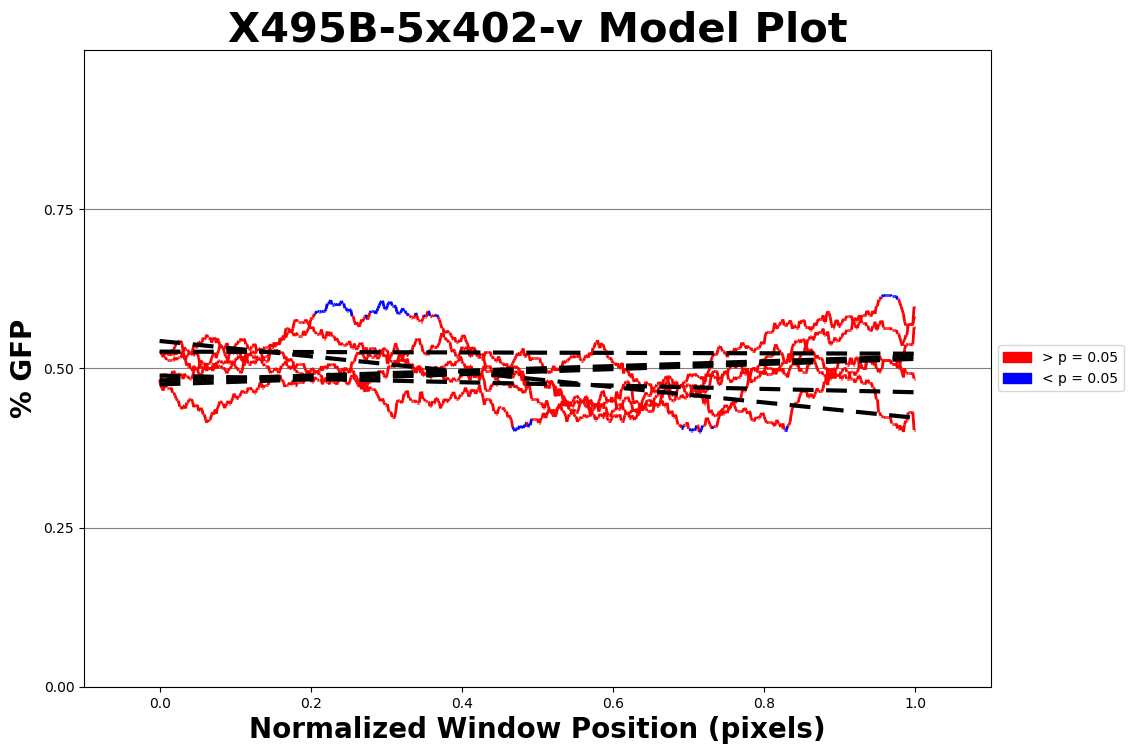 X495B-5x402-v Model Plot
% GFP
0.75
0.50
0.25
0.00
0.0 0.2 0.4 0.6 0.8 1.0
Normalized Window Position (pixels)
> p = 0.05
< p = 0.05